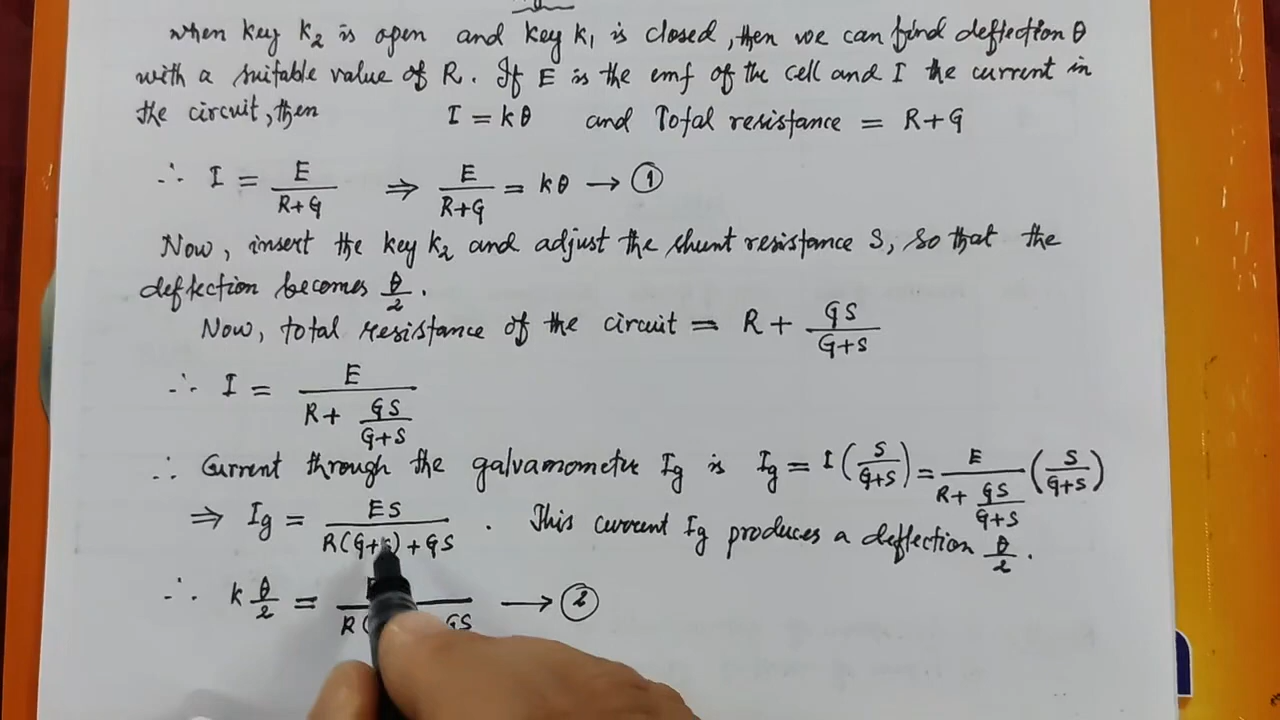 when key K₂ is open and key K₁ is closed, then we can find deflection θ
with a suitable value of R. If E is the emf of the cell and I the current in
the circuit, then I = kθ and Total resistance = R+G
∴ I = E/(R+G) ⇒ E/(R+G) = kθ → ①
Now, insert the key K₂ and adjust the shunt resistance S, so that the
deflection becomes θ/2.
Now, total resistance of the circuit = R + GS/(G+S)
∴ I = E/(R + GS/(G+S))
∴ Current through the galvanometer Ig is Ig = I(S/(G+S)) = E/(R + GS/(G+S)) (S/(G+S))
⇒ Ig = ES/(R(G+S)+GS) . This current Ig produces a deflection θ/2.
∴ k θ/2 = R( GS → ②